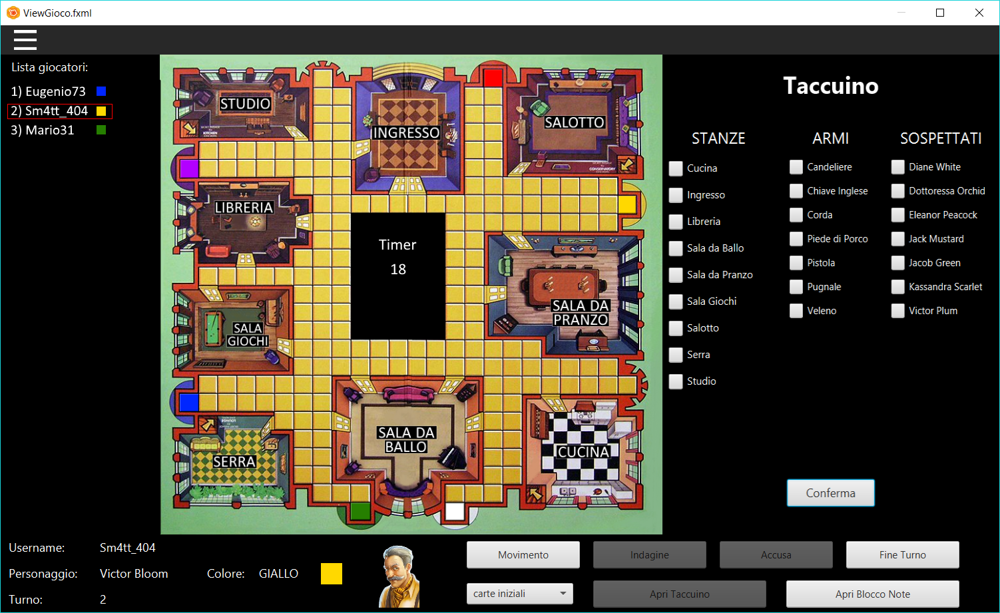 ViewGioco.fxml
Lista giocatori:
1) Eugenio73
2) Sm4tt_404
3) Mario31
STUDIO
INGRESSO
SALOTTO
LIBRERIA
Timer
18
SALA DA
PRANZO
SALA
GIOCHI
SALA DA
BALLO
SERRA
CUCINA
Taccuino
STANZE
Cucina
Ingresso
Libreria
Sala da Ballo
Sala da Pranzo
Sala Giochi
Salotto
Serra
Studio
ARMI
Candeliere
Chiave Inglese
Corda
Piede di Porco
Pistola
Pugnale
Veleno
SOSPETTATI
Diane White
Dottoressa Orchid
Eleanor Peacock
Jack Mustard
Jacob Green
Kassandra Scarlet
Victor Plum
Conferma
Username: Sm4tt_404
Personaggio: Victor Bloom Colore: GIALLO
Turno: 2
Movimento Indagine Accusa Fine Turno
carte iniziali Apri Taccuino Apri Blocco Note